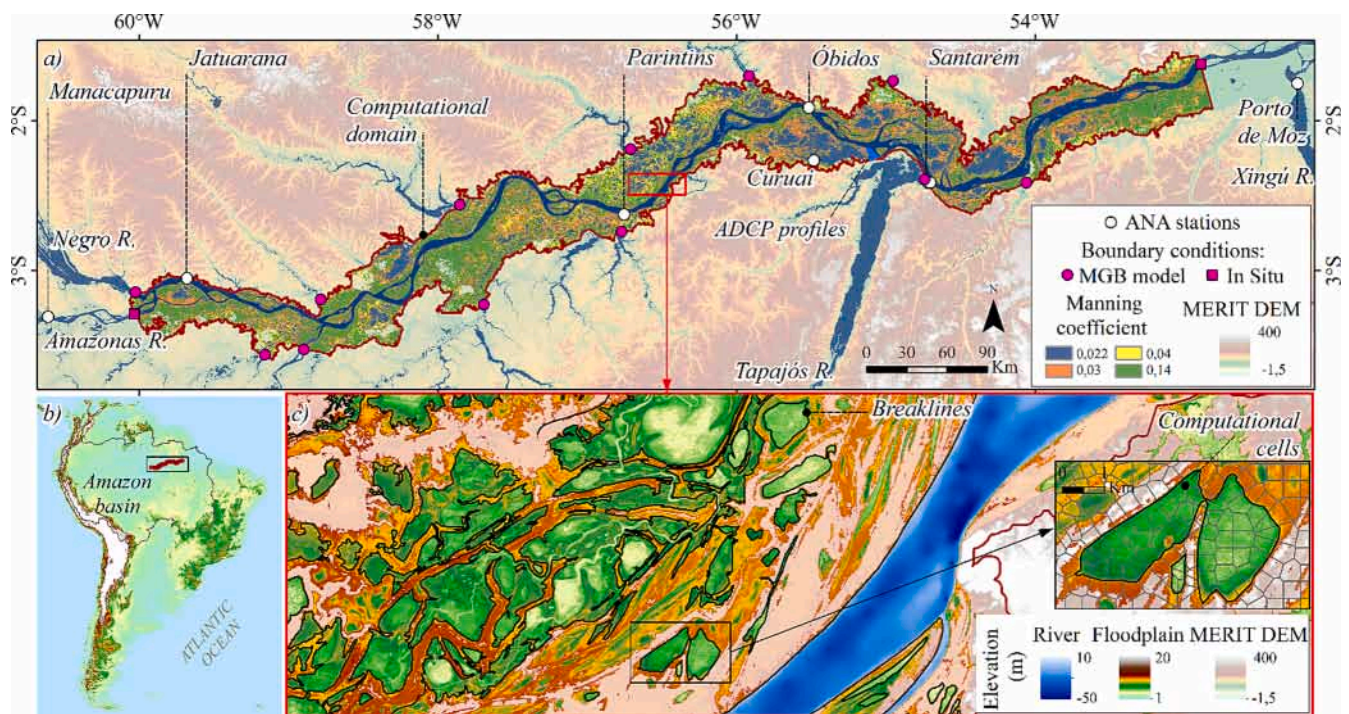 60°W 58°W 56°W 54°W
a)
Jatuarana
Parintins
Óbidos
Santarém
Manacapuru
Computational
domain
2°S
2°S
Porto
de Moz
Curuai
Xingú R.
ADCP profiles
Negro R.
3°S
3°S
Amazonas R.
Tapajós R.
N
0 30 60 90
Km
ANA stations
Boundary conditions:
MGB model In Situ
Manning
coefficient
MERIT DEM
0,022 0,04
0,03 0,14
400
-1,5
b)
Amazon
basin
ATLANTIC
OCEAN
c)
Breaklines
Computational
cells
Km
Elevation
(m)
River Floodplain MERIT DEM
10 20 400
-50 1 -1,5